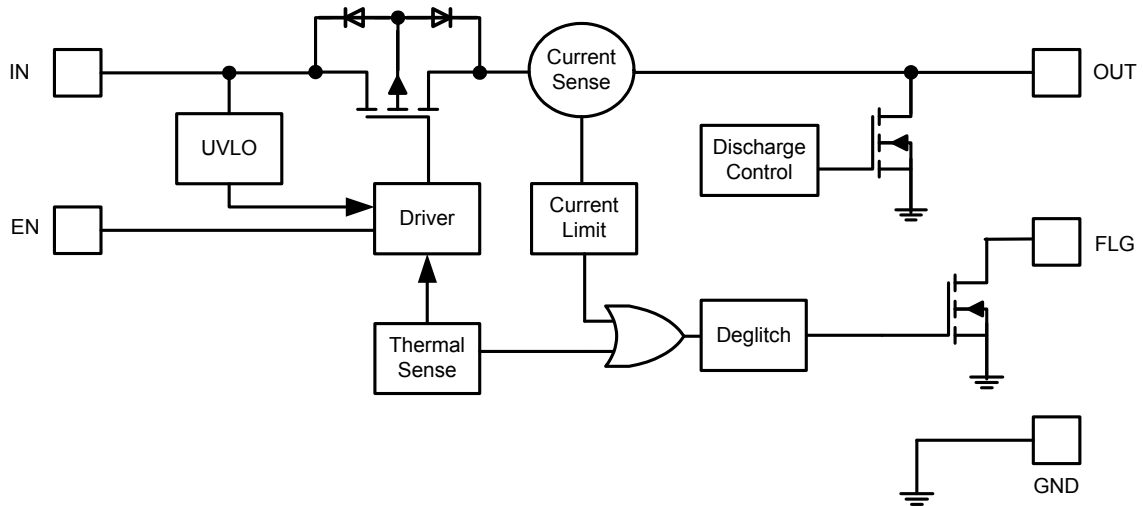 IN
Current
Sense
OUT
UVLO
Discharge
Control
EN
Driver
Current
Limit
FLG
Thermal
Sense
Deglitch
GND